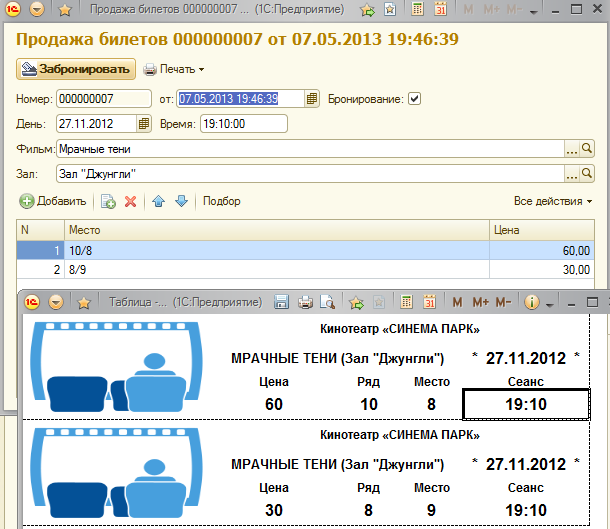 Продажа билетов 000000007 ... (1С:Предприятие)
M M+ M-
Продажа билетов 000000007 от 07.05.2013 19:46:39
Забронировать Печать
Номер: 000000007 от: 07.05.2013 19:46:39 Бронирование:
День: 27.11.2012 Время: 19:10:00
Фильм: Мрачные тени ...
Зал: Зал "Джунгли" ...
Добавить Подбор Все действия
N Место Цена
1 10/8 60,00
2 8/9 30,00
Таблица -... (1С:Предприятие) M M+ M-
Кинотеатр «СИНЕМА ПАРК»
МРАЧНЫЕ ТЕНИ (Зал "Джунгли") * 27.11.2012 *
Цена Ряд Место Сеанс
60 10 8 19:10
Кинотеатр «СИНЕМА ПАРК»
МРАЧНЫЕ ТЕНИ (Зал "Джунгли") * 27.11.2012 *
Цена Ряд Место Сеанс
30 8 9 19:10